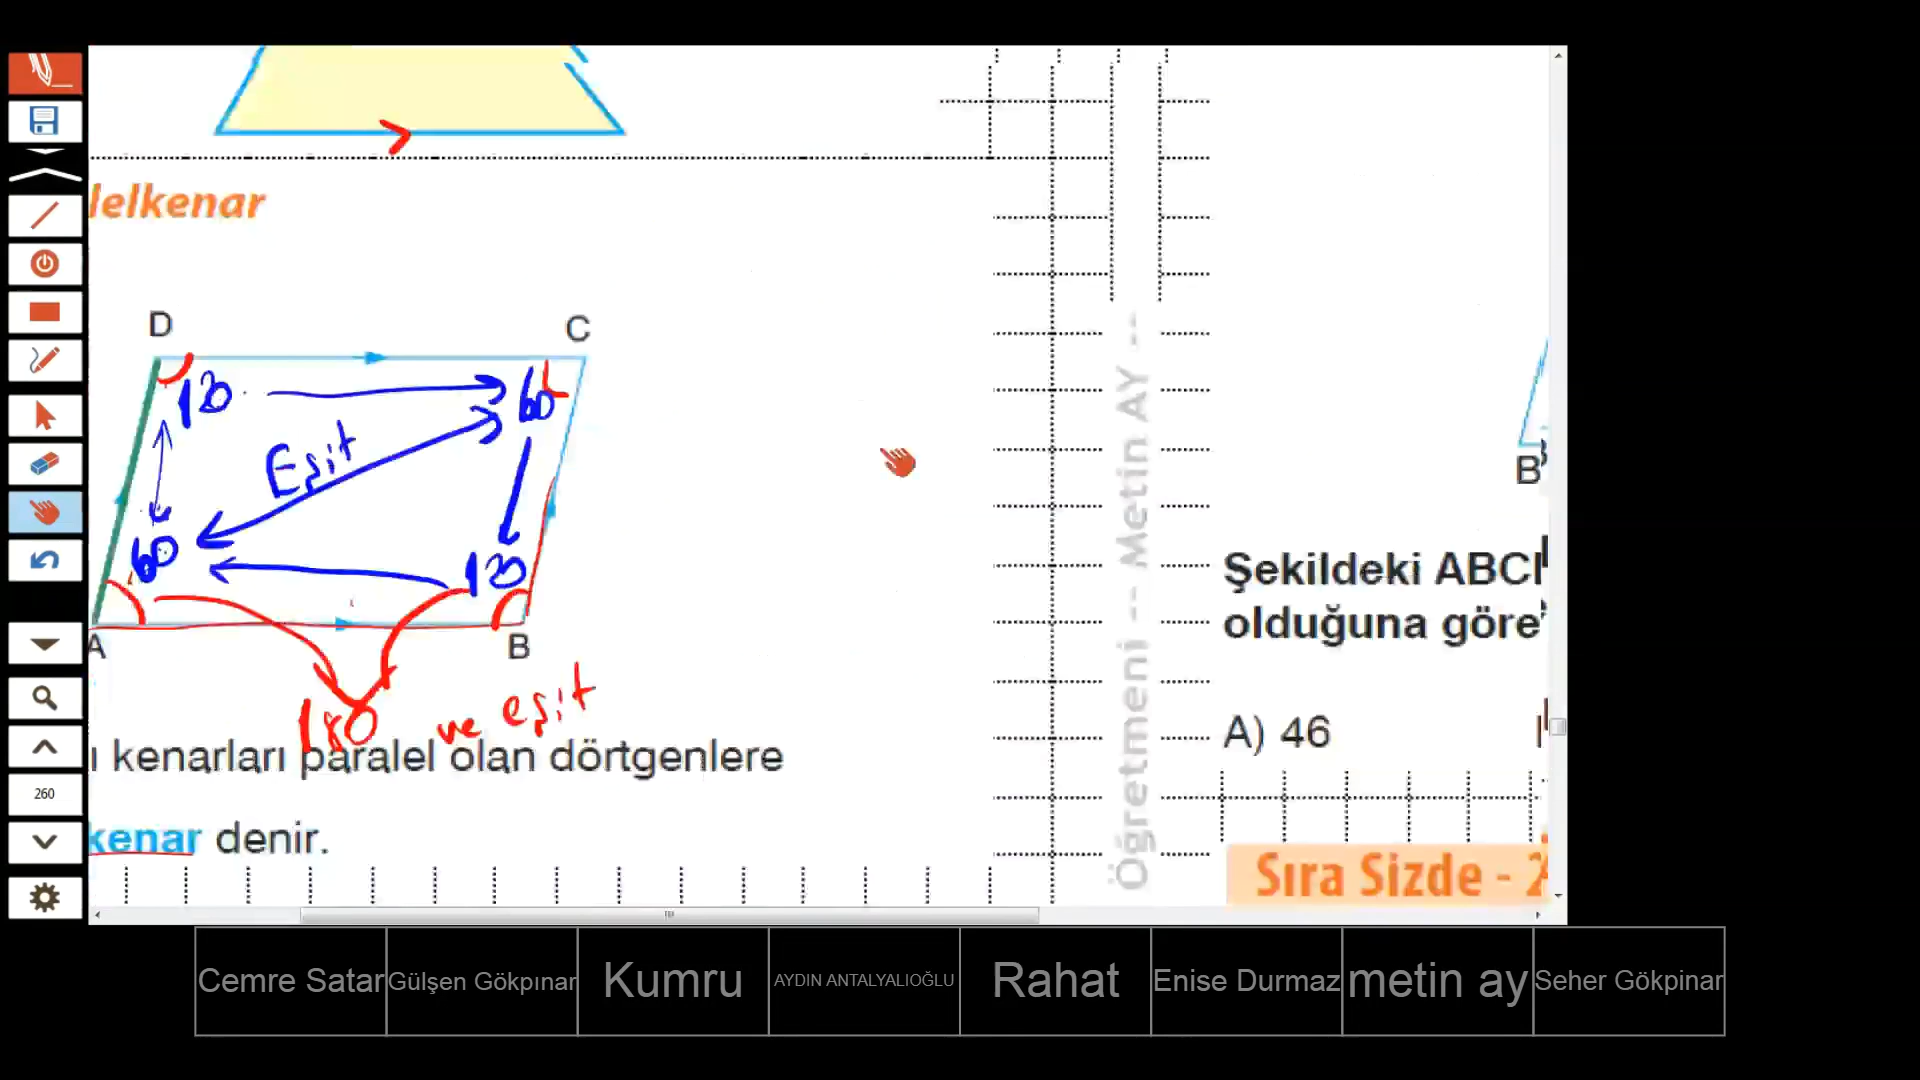 lelkenar
D
C
120
60
Eşit
60
120
A
B
180 ve eşit
ı kenarları paralel olan dörtgenlere
kenar denir.
Öğretmeni -- Metin AY --
B
Şekildeki ABC
olduğuna göre
A) 46
Sıra Sizde - 2
260
Cemre Satar
Gülşen Gökpınar
Kumru
AYDIN ANTALYALIOĞLU
Rahat
Enise Durmaz
metin ay
Seher Gökpinar